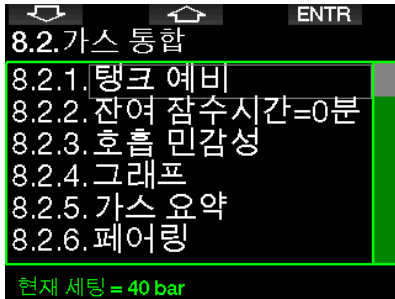 ENTR
8.2.가스 통합
8.2.1.탱크 예비
8.2.2.잔여 잠수시간=0분
8.2.3.호흡 민감성
8.2.4.그래프
8.2.5.가스 요약
8.2.6.페어링
현재 세팅 = 40 bar